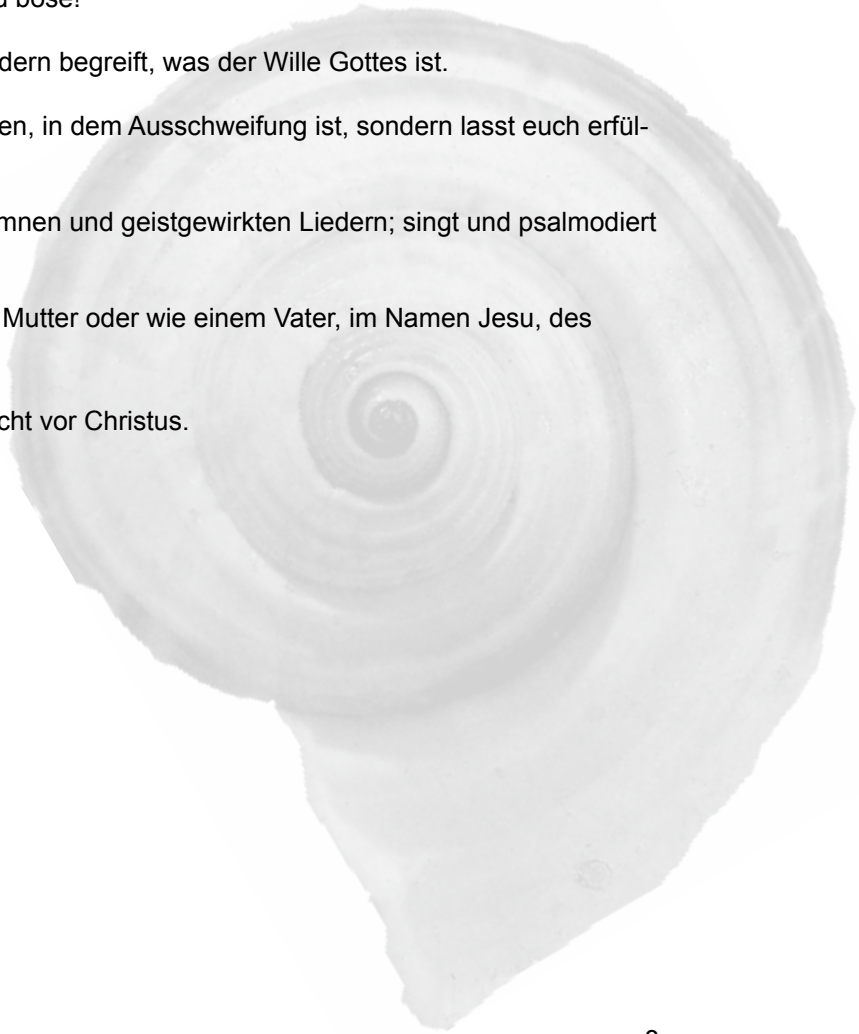 böse!
dern begreift, was der Wille Gottes ist.
en, in dem Ausschweifung ist, sondern lasst euch erfül-
mnen und geistgewirkten Liedern; singt und psalmodiert
Mutter oder wie einem Vater, im Namen Jesu, des
cht vor Christus.